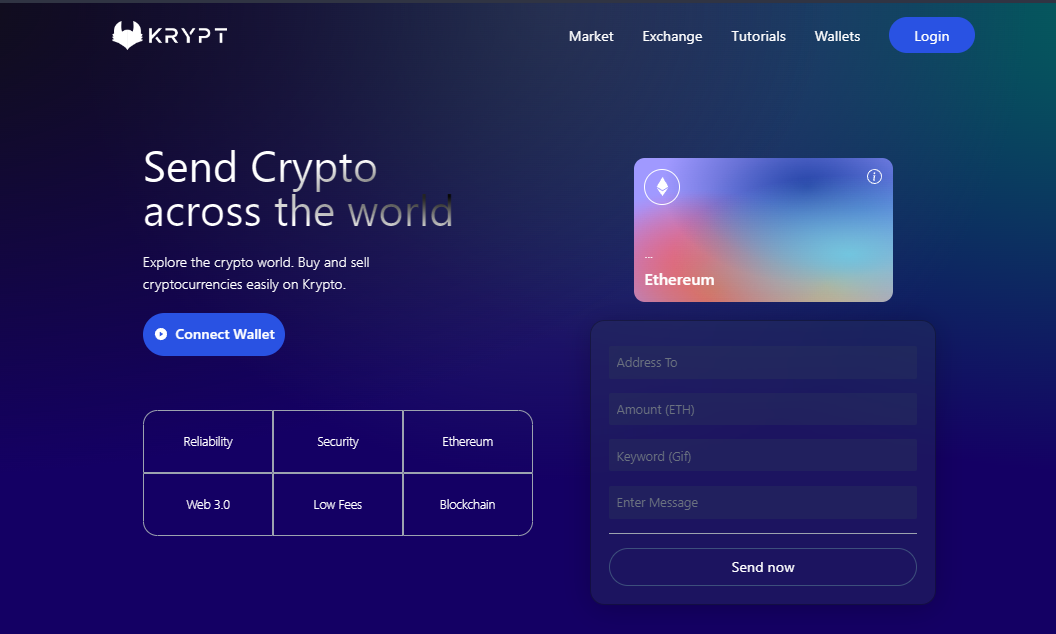 KRYPT
Market
Exchange
Tutorials
Wallets
Login
Send Crypto
across the world
Explore the crypto world. Buy and sell
cryptocurrencies easily on Krypto.
Connect Wallet
Reliability
Security
Ethereum
Web 3.0
Low Fees
Blockchain
i
...
Ethereum
Address To
Amount (ETH)
Keyword (Gif)
Enter Message
Send now